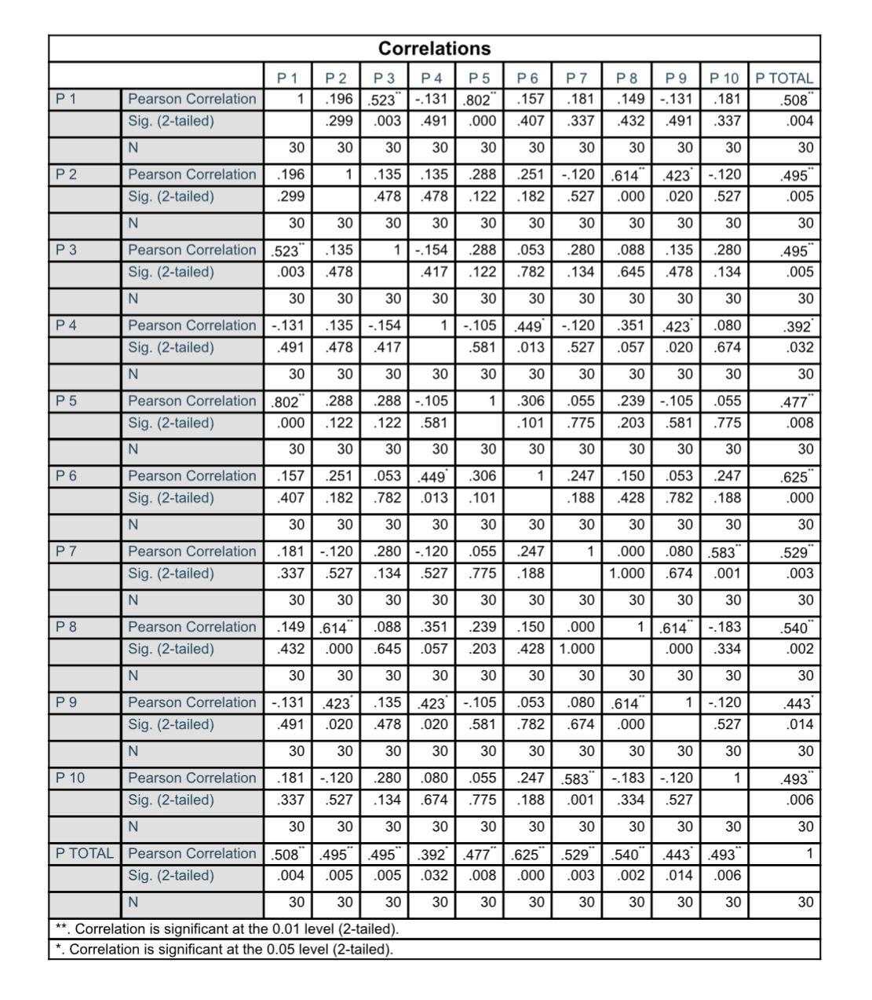 Correlations
P 1 P 2 P 3 P 4 P 5 P 6 P 7 P 8 P 9 P 10 P TOTAL
P 1 Pearson Correlation 1 .196 .523** -.131 .802** .157 .181 .149 -.131 .181 .508**
Sig. (2-tailed) .299 .003 .491 .000 .407 .337 .432 .491 .337 .004
N 30 30 30 30 30 30 30 30 30 30 30
P 2 Pearson Correlation .196 1 .135 .135 .288 .251 -.120 .614** .423* -.120 .495**
Sig. (2-tailed) .299 .478 .478 .122 .182 .527 .000 .020 .527 .005
N 30 30 30 30 30 30 30 30 30 30 30
P 3 Pearson Correlation .523** .135 1 -.154 .288 .053 .280 .088 .135 .280 .495**
Sig. (2-tailed) .003 .478 .417 .122 .782 .134 .645 .478 .134 .005
N 30 30 30 30 30 30 30 30 30 30 30
P 4 Pearson Correlation -.131 .135 -.154 1 -.105 .449* -.120 .351 .423* .080 .392*
Sig. (2-tailed) .491 .478 .417 .581 .013 .527 .057 .020 .674 .032
N 30 30 30 30 30 30 30 30 30 30 30
P 5 Pearson Correlation .802** .288 .288 -.105 1 .306 .055 .239 -.105 .055 .477**
Sig. (2-tailed) .000 .122 .122 .581 .101 .775 .203 .581 .775 .008
N 30 30 30 30 30 30 30 30 30 30 30
P 6 Pearson Correlation .157 .251 .053 .449* .306 1 .247 .150 .053 .247 .625**
Sig. (2-tailed) .407 .182 .782 .013 .101 .188 .428 .782 .188 .000
N 30 30 30 30 30 30 30 30 30 30 30
P 7 Pearson Correlation .181 -.120 .280 -.120 .055 .247 1 .000 .080 .583** .529**
Sig. (2-tailed) .337 .527 .134 .527 .775 .188 1.000 .674 .001 .003
N 30 30 30 30 30 30 30 30 30 30 30
P 8 Pearson Correlation .149 .614** .088 .351 .239 .150 .000 1 .614** -.183 .540**
Sig. (2-tailed) .432 .000 .645 .057 .203 .428 1.000 .000 .334 .002
N 30 30 30 30 30 30 30 30 30 30 30
P 9 Pearson Correlation -.131 .423* .135 .423* -.105 .053 .080 .614** 1 -.120 .443*
Sig. (2-tailed) .491 .020 .478 .020 .581 .782 .674 .000 .527 .014
N 30 30 30 30 30 30 30 30 30 30 30
P 10 Pearson Correlation .181 -.120 .280 .080 .055 .247 .583** -.183 -.120 1 .493**
Sig. (2-tailed) .337 .527 .134 .674 .775 .188 .001 .334 .527 .006
N 30 30 30 30 30 30 30 30 30 30 30
P TOTAL Pearson Correlation .508** .495** .495** .392* .477** .625** .529** .540** .443* .493** 1
Sig. (2-tailed) .004 .005 .005 .032 .008 .000 .003 .002 .014 .006
N 30 30 30 30 30 30 30 30 30 30 30
**. Correlation is significant at the 0.01 level (2-tailed).
*. Correlation is significant at the 0.05 level (2-tailed).